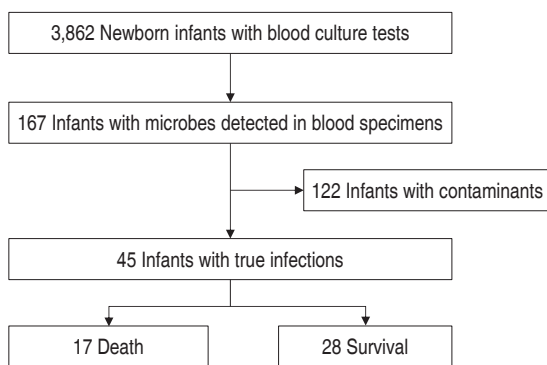 3,862 Newborn infants with blood culture tests
167 Infants with microbes detected in blood specimens
122 Infants with contaminants
45 Infants with true infections
17 Death
28 Survival